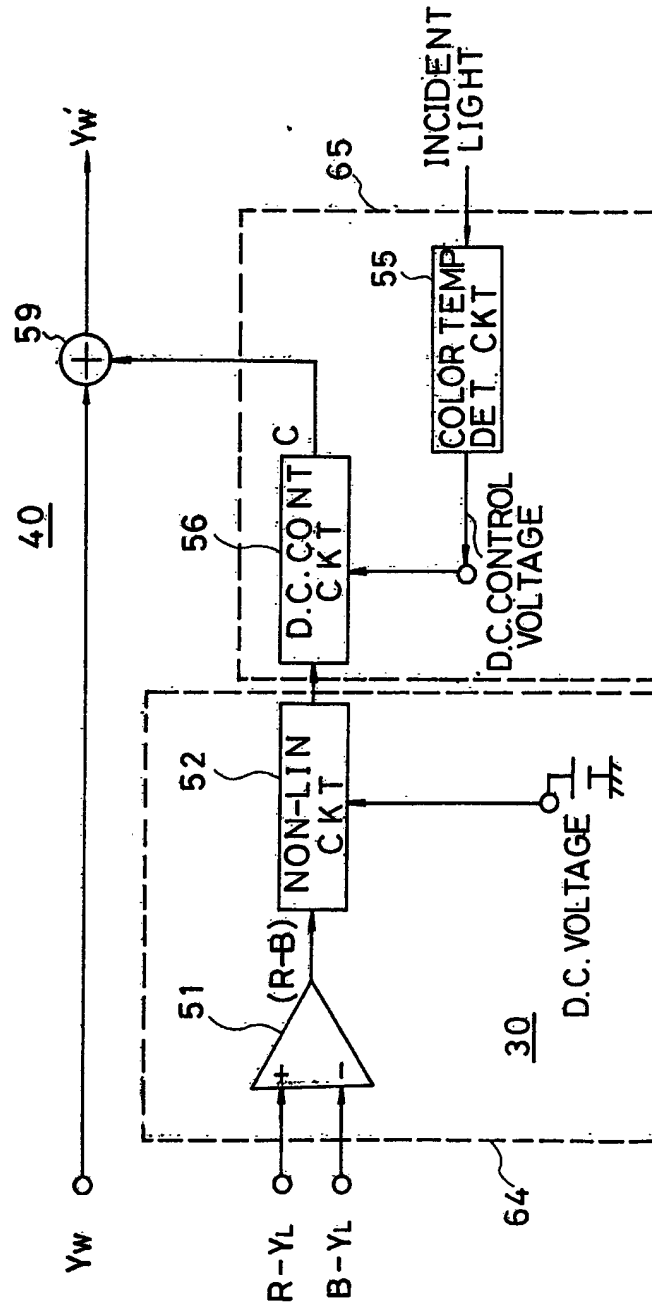 Yw
40
59
Yw'
R-YL
B-YL
51
(R-B)
52
NON-LIN
CKT
56
D.C. CONT
CKT
C
65
55
COLOR TEMP
DET. CKT
INCIDENT
LIGHT
D.C. CONTROL
VOLTAGE
D.C. VOLTAGE
30
64